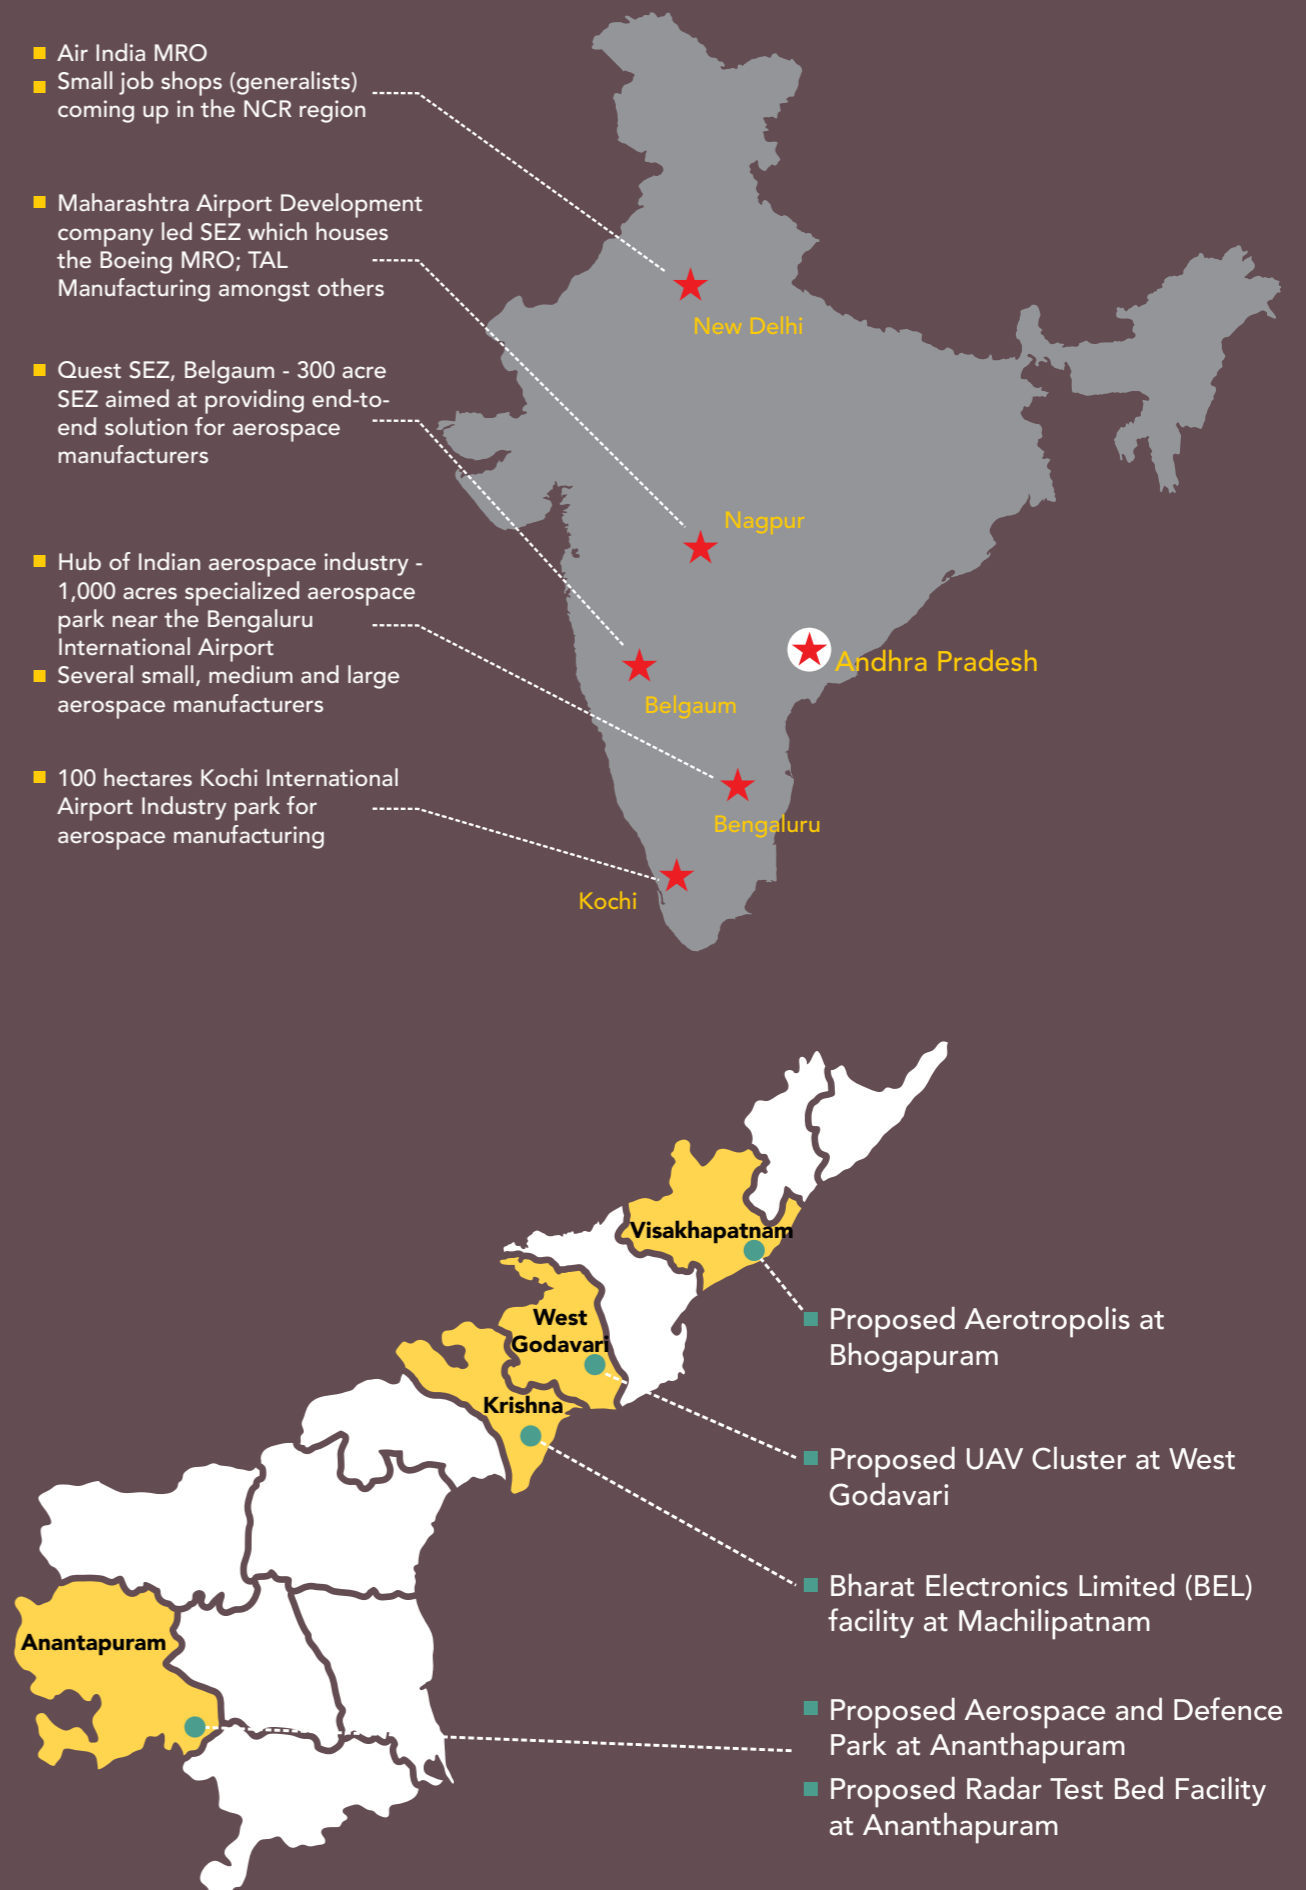 Air India MRO
Small job shops (generalists)
coming up in the NCR region
Maharashtra Airport Development
company led SEZ which houses
the Boeing MRO; TAL
Manufacturing amongst others
Quest SEZ, Belgaum - 300 acre
SEZ aimed at providing end-to-
end solution for aerospace
manufacturers
Hub of Indian aerospace industry -
1,000 acres specialized aerospace
park near the Bengaluru
International Airport
Several small, medium and large
aerospace manufacturers
100 hectares Kochi International
Airport Industry park for
aerospace manufacturing
New Delhi
Nagpur
Andhra Pradesh
Belgaum
Bengaluru
Kochi
Visakhapatnam
West
Godavari
Krishna
Anantapuram
Proposed Aerotropolis at
Bhogapuram
Proposed UAV Cluster at West
Godavari
Bharat Electronics Limited (BEL)
facility at Machilipatnam
Proposed Aerospace and Defence
Park at Ananthapuram
Proposed Radar Test Bed Facility
at Ananthapuram